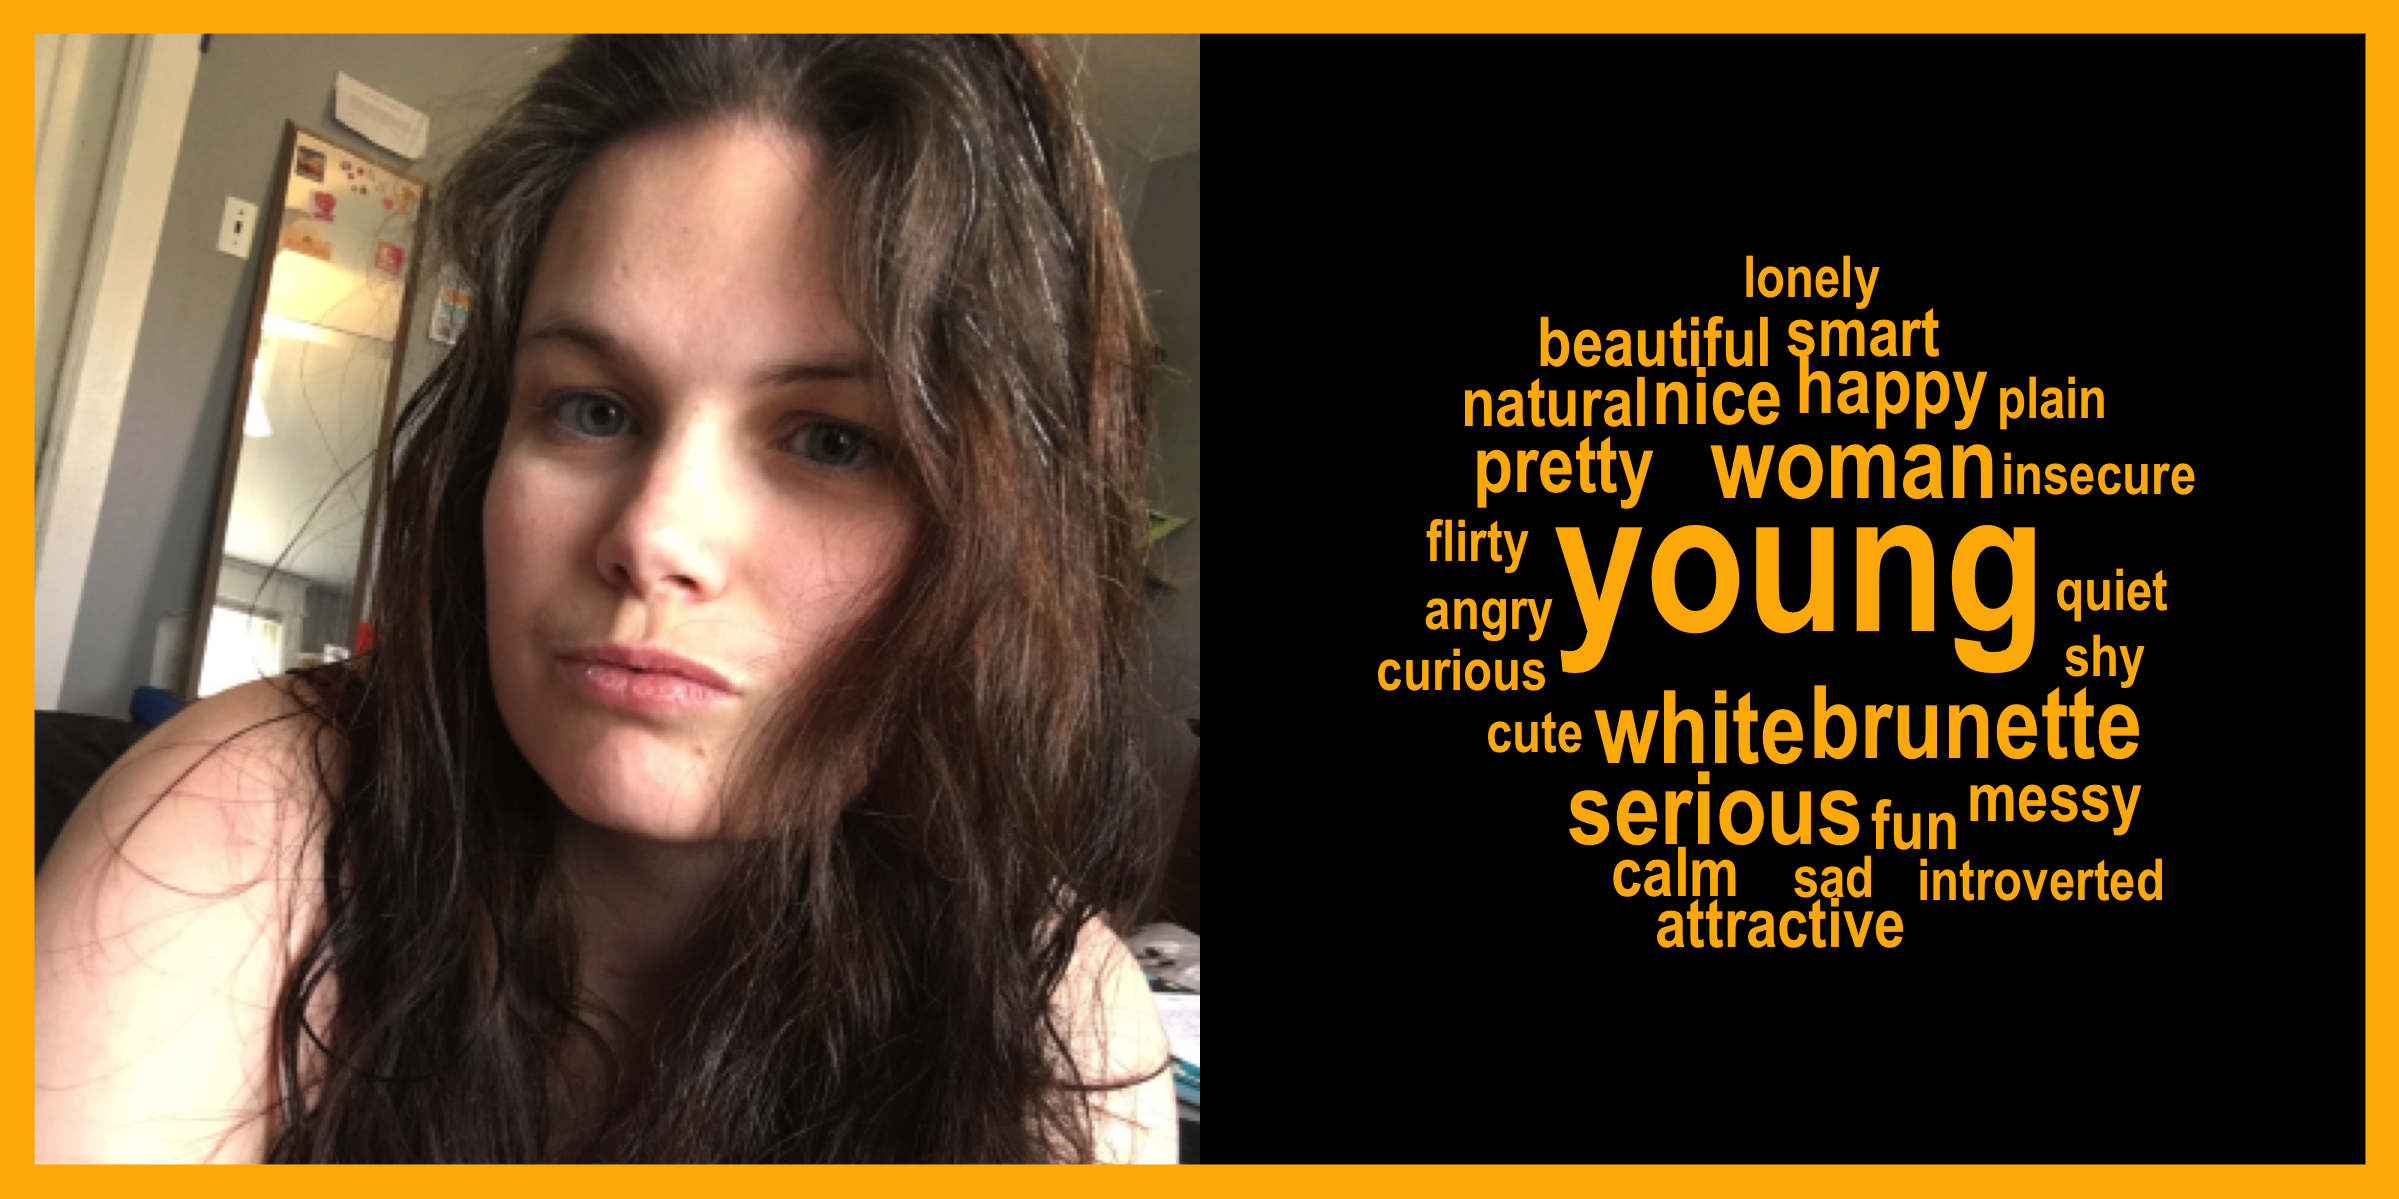 lonely
beautiful smart
natural nice happy plain
pretty woman insecure
flirty young quiet
angry shy
curious
cute white brunette
serious fun messy
calm sad introverted
attractive